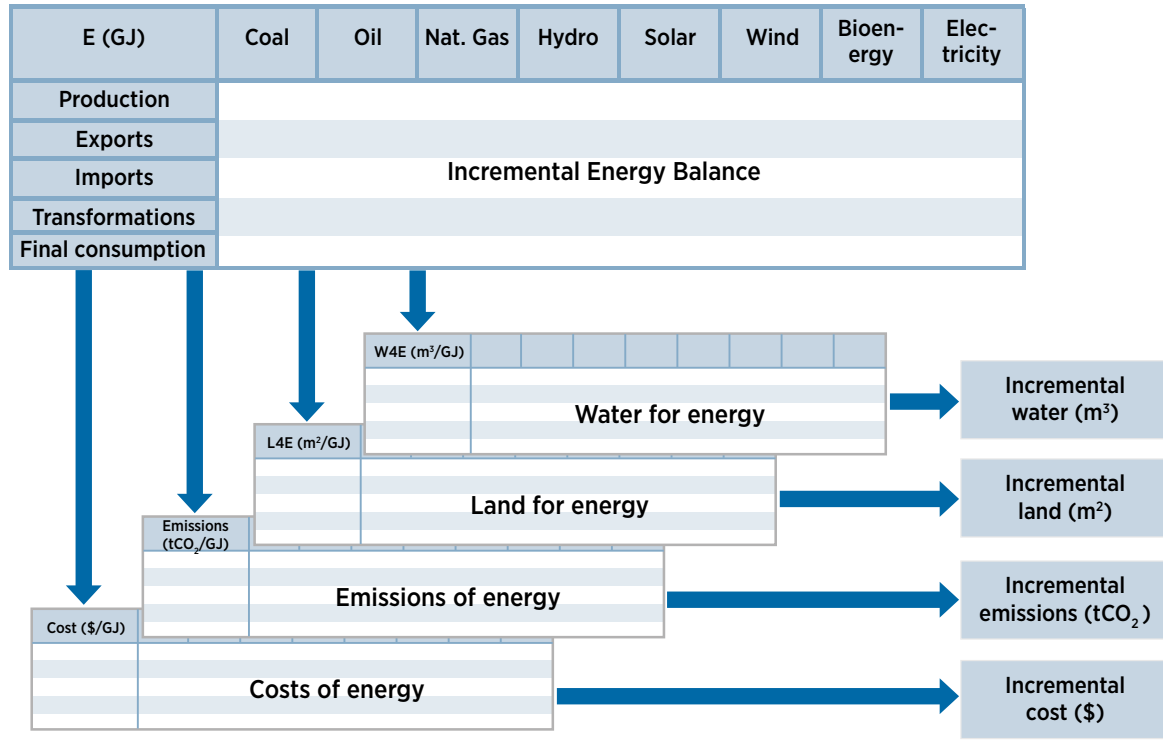 E (GJ)
Coal
Oil
Nat. Gas
Hydro
Solar
Wind
Bioen-
ergy
Elec-
tricity
Production
Exports
Imports
Transformations
Final consumption
Incremental Energy Balance
W4E (m³/GJ)
Water for energy
Incremental
water (m³)
L4E (m²/GJ)
Land for energy
Incremental
land (m²)
Emissions
(tCO₂/GJ)
Emissions of energy
Incremental
emissions (tCO₂)
Cost ($/GJ)
Costs of energy
Incremental
cost ($)